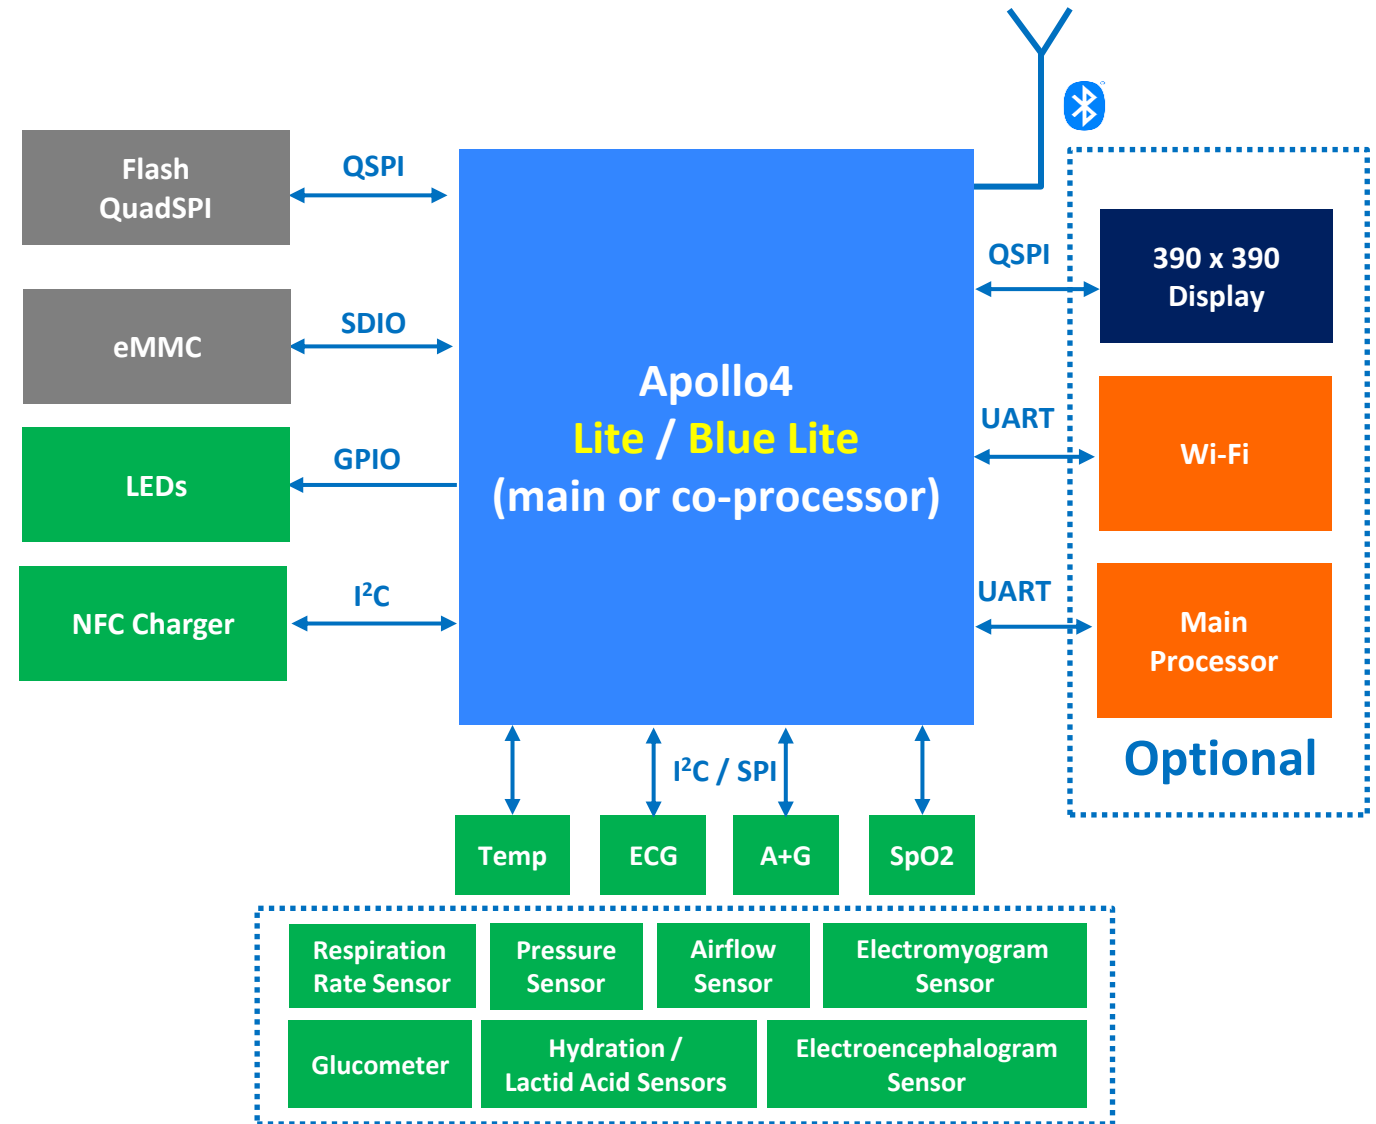 Flash
QuadSPI
QSPI
eMMC
SDIO
LEDs
GPIO
NFC Charger
I²C
Apollo4
Lite / Blue Lite
(main or co-processor)
QSPI
390 x 390
Display
UART
Wi-Fi
UART
Main
Processor
Optional
I²C / SPI
Temp
ECG
A+G
SpO2
Respiration
Rate Sensor
Pressure
Sensor
Airflow
Sensor
Electromyogram
Sensor
Glucometer
Hydration /
Lactid Acid Sensors
Electroencephalogram
Sensor